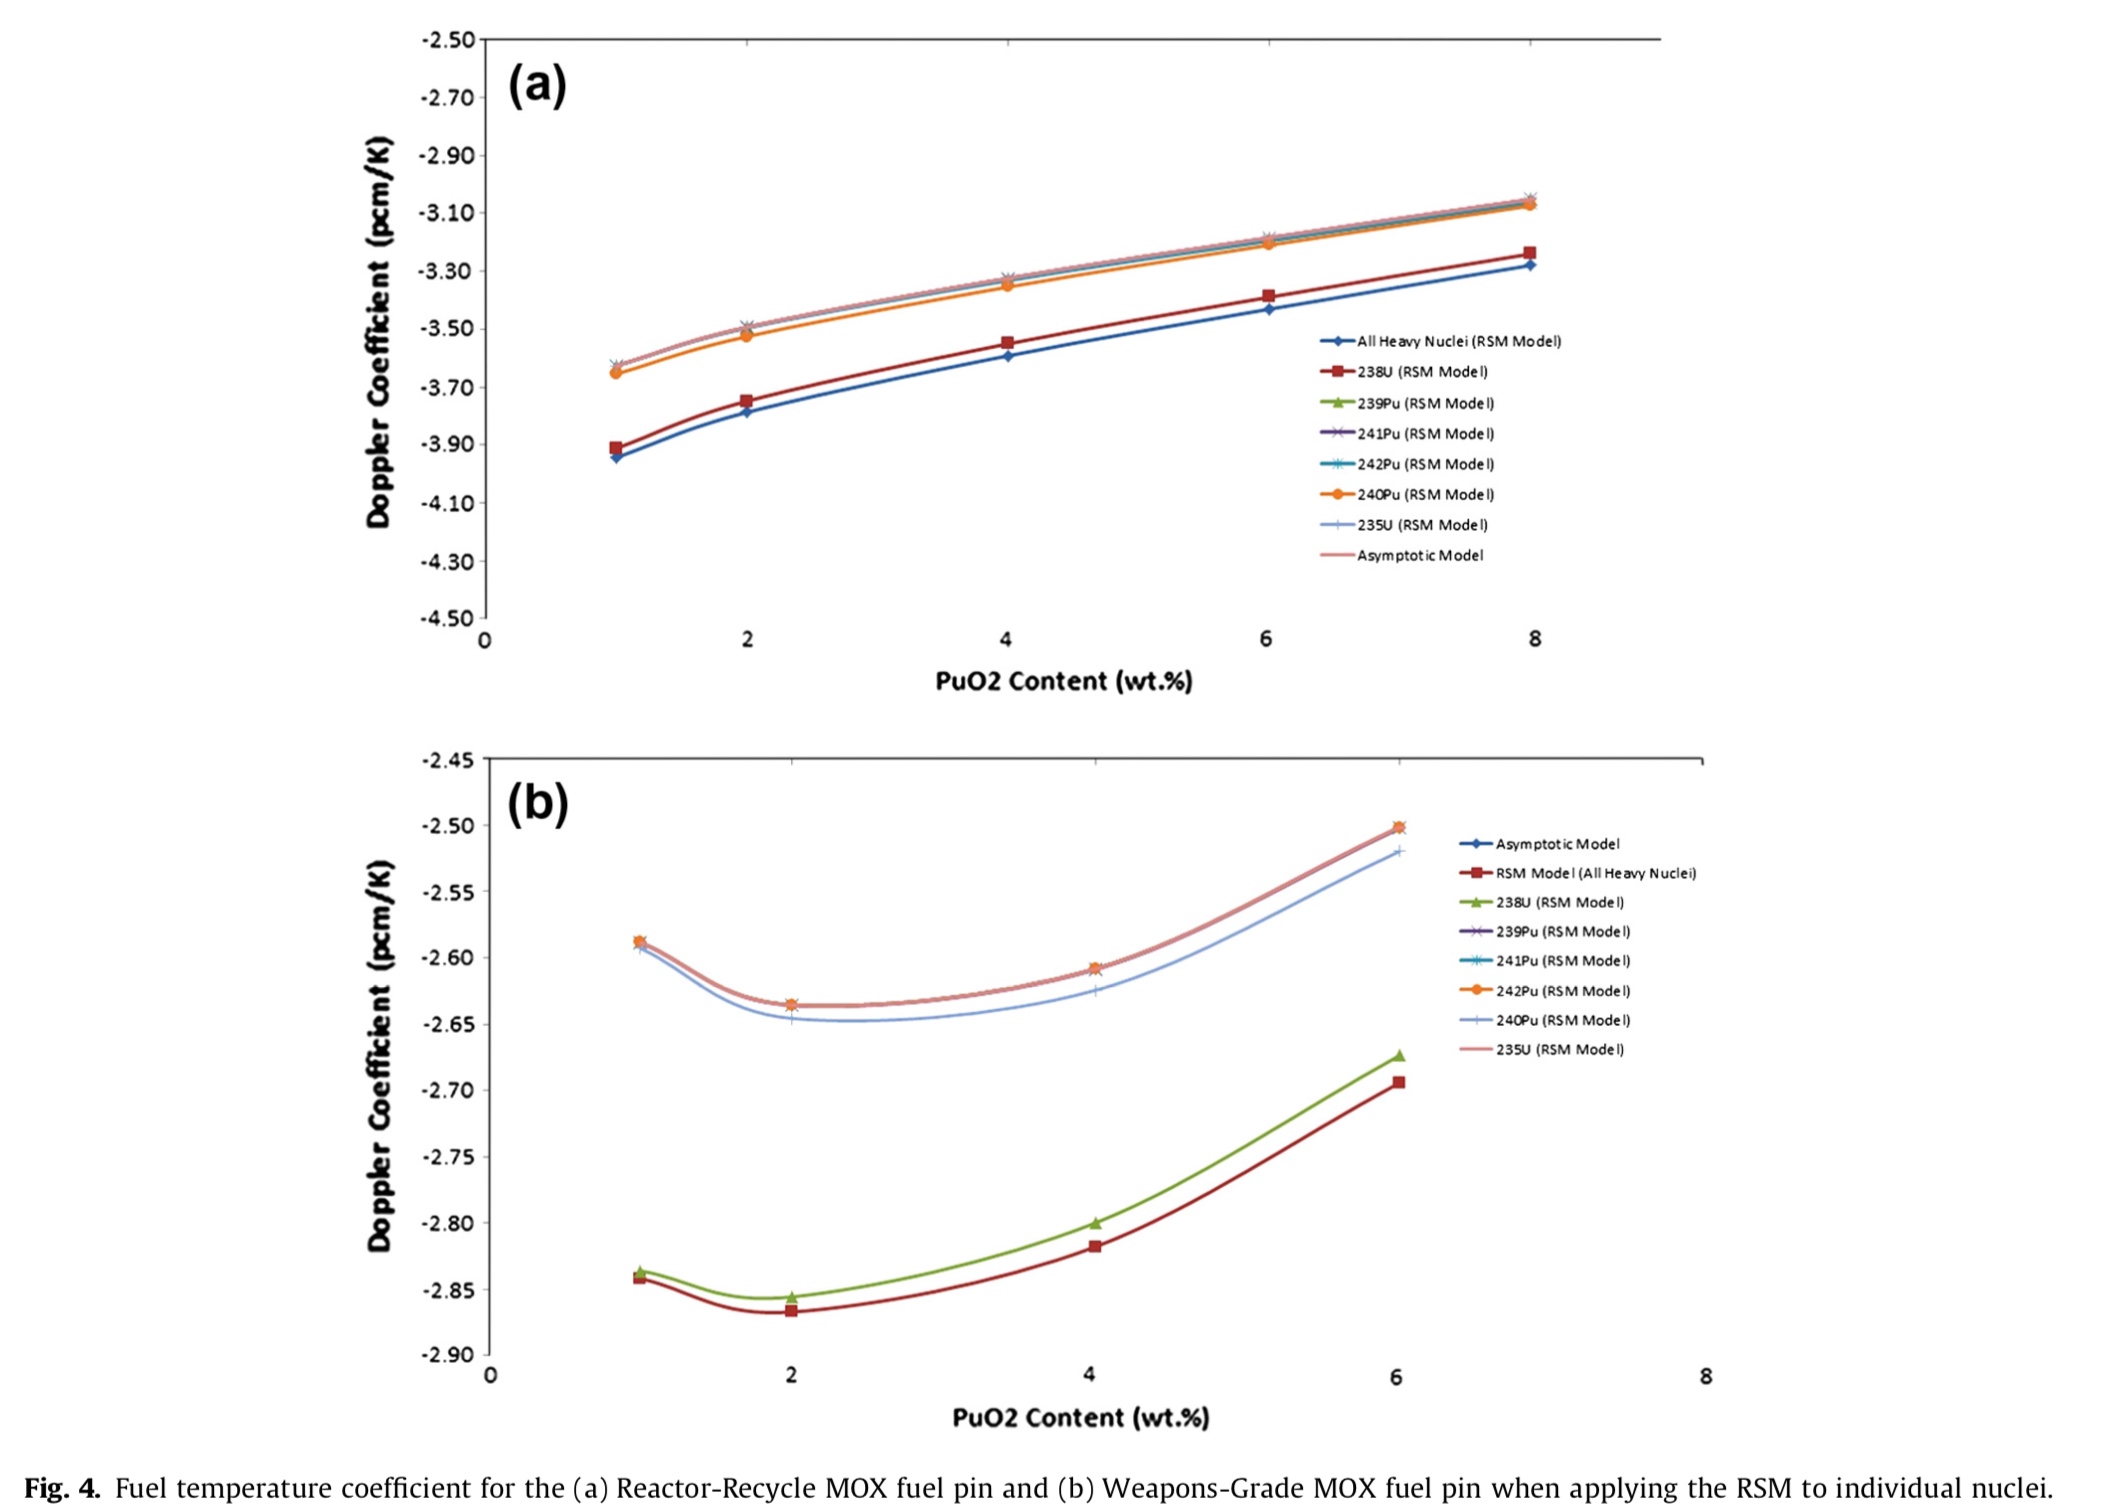 (a)
-2.50
-2.70
-2.90
-3.10
-3.30
-3.50
-3.70
-3.90
-4.10
-4.30
-4.50
Doppler Coefficient (pcm/K)
0 2 4 6 8
PuO2 Content (wt.%)
All Heavy Nuclei (RSM Model)
238U (RSM Model)
239Pu (RSM Model)
241Pu (RSM Model)
242Pu (RSM Model)
240Pu (RSM Model)
235U (RSM Model)
Asymptotic Model
(b)
-2.45
-2.50
-2.55
-2.60
-2.65
-2.70
-2.75
-2.80
-2.85
-2.90
Doppler Coefficient (pcm/K)
0 2 4 6 8
PuO2 Content (wt.%)
Asymptotic Model
RSM Model (All Heavy Nuclei)
238U (RSM Model)
239Pu (RSM Model)
241Pu (RSM Model)
242Pu (RSM Model)
240Pu (RSM Model)
235U (RSM Model)
Fig. 4. Fuel temperature coefficient for the (a) Reactor-Recycle MOX fuel pin and (b) Weapons-Grade MOX fuel pin when applying the RSM to individual nuclei.